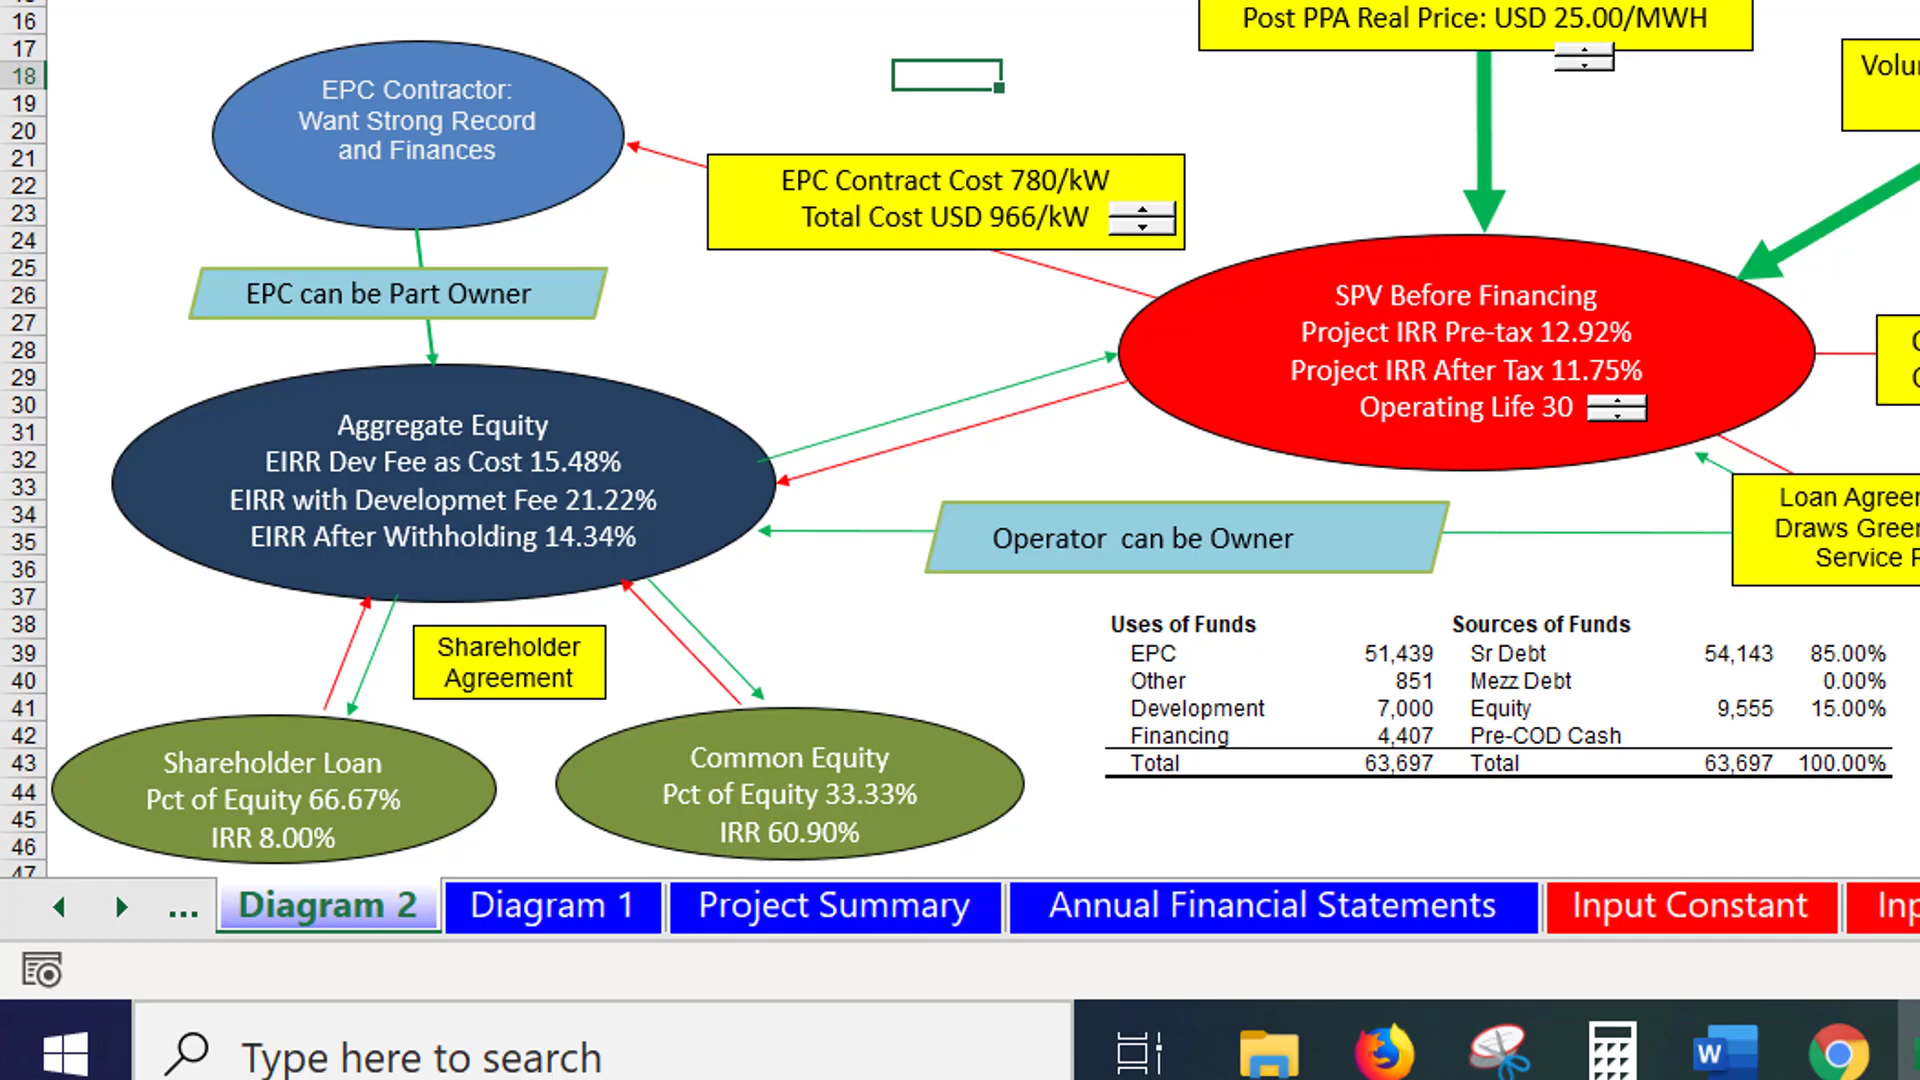 Post PPA Real Price: USD 25.00/MWH
Volu
EPC Contractor:
Want Strong Record
and Finances
EPC Contract Cost 780/kW
Total Cost USD 966/kW
EPC can be Part Owner
SPV Before Financing
Project IRR Pre-tax 12.92%
Project IRR After Tax 11.75%
Operating Life 30
Aggregate Equity
EIRR Dev Fee as Cost 15.48%
EIRR with Developmet Fee 21.22%
EIRR After Withholding 14.34%
Operator can be Owner
Loan Agreer
Draws Green
Service P
Shareholder
Agreement
Shareholder Loan
Pct of Equity 66.67%
IRR 8.00%
Common Equity
Pct of Equity 33.33%
IRR 60.90%
Uses of Funds Sources of Funds
EPC 51,439 Sr Debt 54,143 85.00%
Other 851 Mezz Debt 0.00%
Development 7,000 Equity 9,555 15.00%
Financing 4,407 Pre-COD Cash
Total 63,697 Total 63,697 100.00%
16
17
18
19
20
21
22
23
24
25
26
27
28
29
30
31
32
33
34
35
36
37
38
39
40
41
42
43
44
45
46
47
... Diagram 2 Diagram 1 Project Summary Annual Financial Statements Input Constant Inp
Type here to search
W